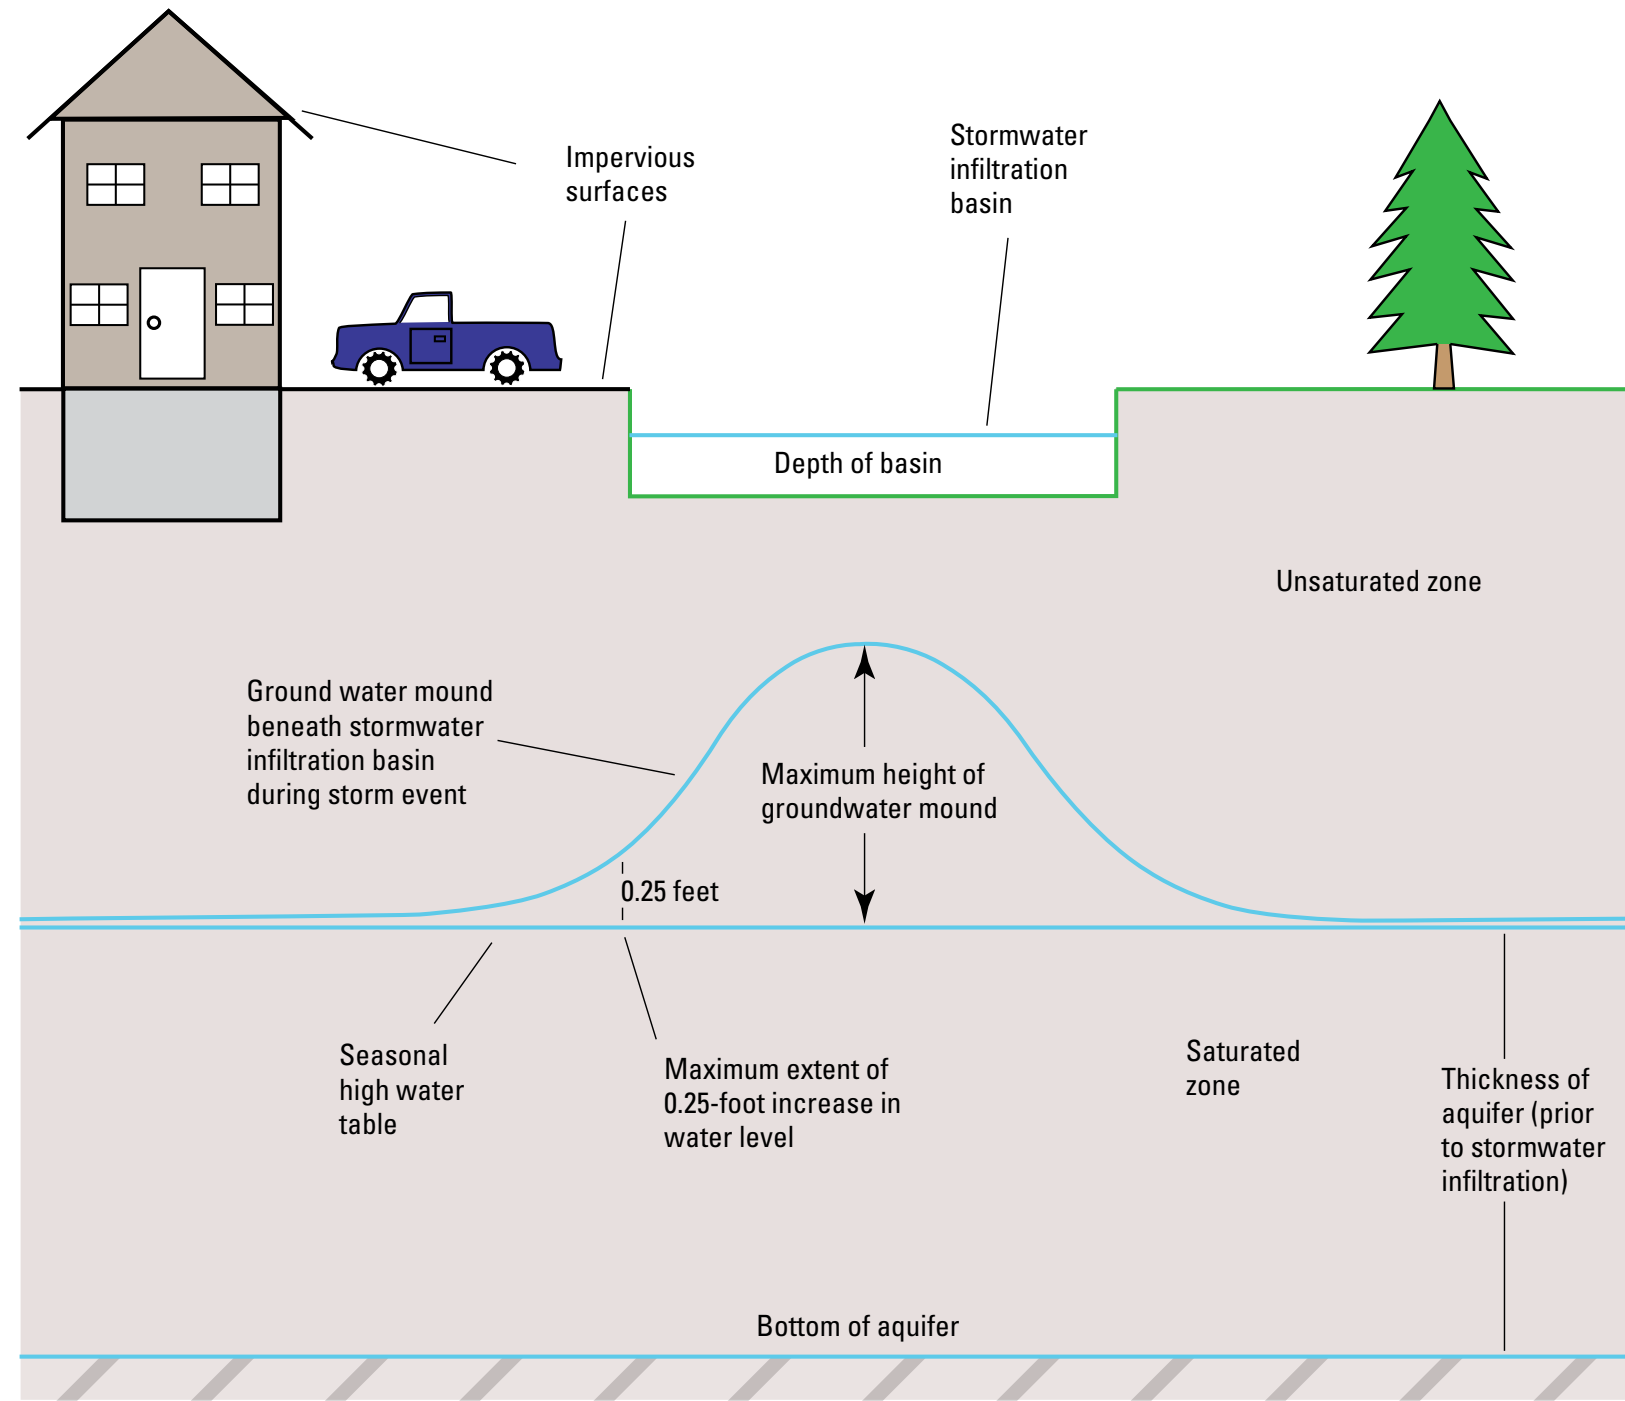 Impervious
surfaces
Stormwater
infiltration
basin
Depth of basin
Unsaturated zone
Ground water mound
beneath stormwater
infiltration basin
during storm event
Maximum height of
groundwater mound
0.25 feet
Seasonal
high water
table
Maximum extent of
0.25-foot increase in
water level
Saturated
zone
Thickness of
aquifer (prior
to stormwater
infiltration)
Bottom of aquifer